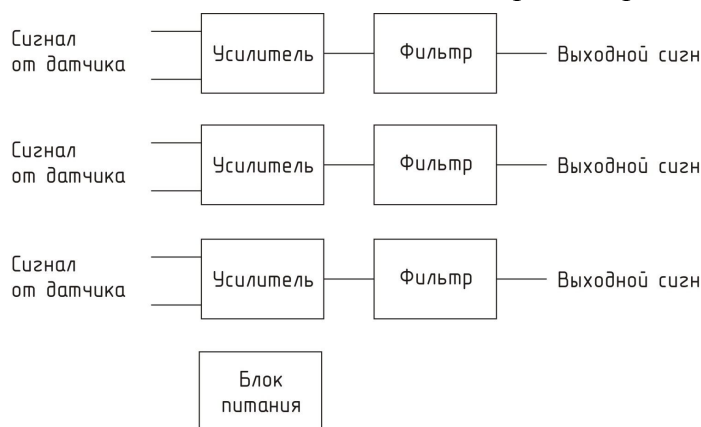 Сигнал
от датчика
Усилитель
Фильтр
Выходной сигн
Сигнал
от датчика
Усилитель
Фильтр
Выходной сигн
Сигнал
от датчика
Усилитель
Фильтр
Выходной сигн
Блок
питания